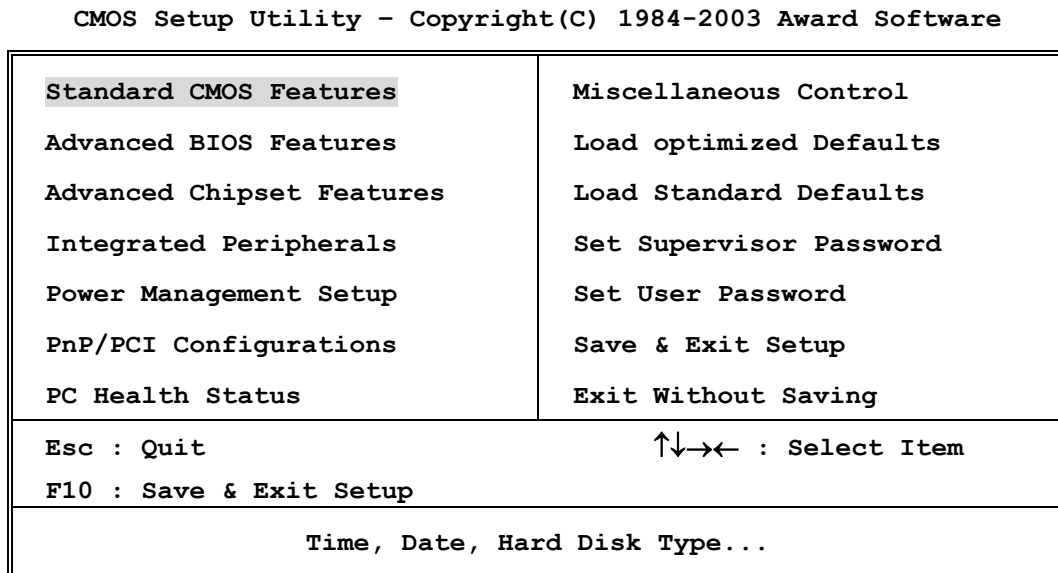 CMOS Setup Utility – Copyright(C) 1984-2003 Award Software
Standard CMOS Features
Advanced BIOS Features
Advanced Chipset Features
Integrated Peripherals
Power Management Setup
PnP/PCI Configurations
PC Health Status
Miscellaneous Control
Load optimized Defaults
Load Standard Defaults
Set Supervisor Password
Set User Password
Save & Exit Setup
Exit Without Saving
Esc : Quit
↑↓→← : Select Item
F10 : Save & Exit Setup
Time, Date, Hard Disk Type...